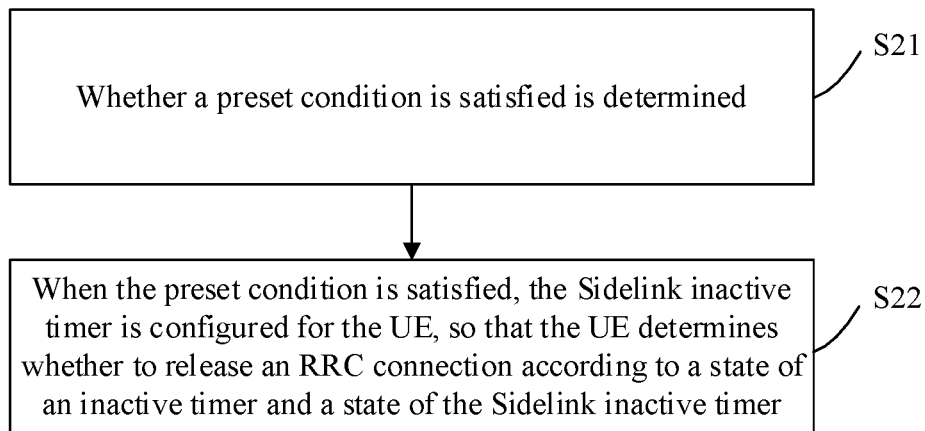 Whether a preset condition is satisfied is determined
S21
When the preset condition is satisfied, the Sidelink inactive
timer is configured for the UE, so that the UE determines
whether to release an RRC connection according to a state of
an inactive timer and a state of the Sidelink inactive timer
S22